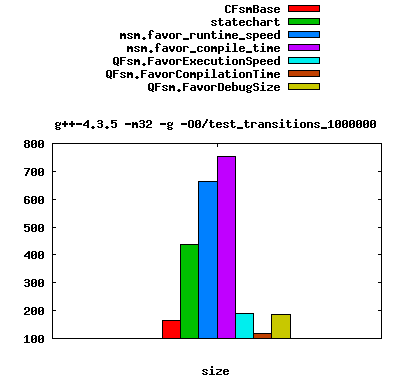 CFsmBase
statechart
msm.favor_runtime_speed
msm.favor_compile_time
QFsm.FavorExecutionSpeed
QFsm.FavorCompilationTime
QFsm.FavorDebugSize
g++-4.3.5 -m32 -g -O0/test_transitions_1000000
800
700
600
500
400
300
200
100
size